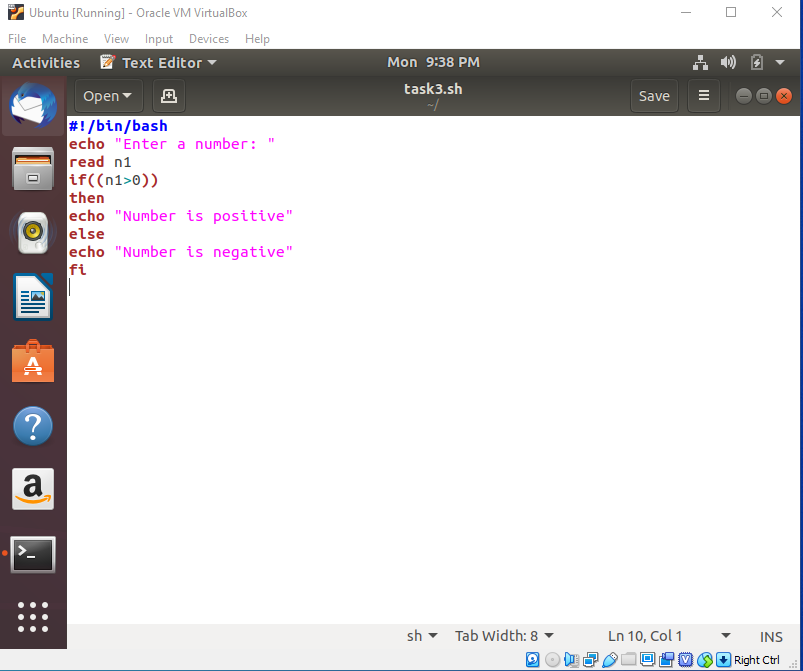 Ubuntu [Running] - Oracle VM VirtualBox
File Machine View Input Devices Help
Activities Text Editor Mon 9:38 PM
Open task3.sh Save
~/
#!/bin/bash
echo "Enter a number: "
read n1
if((n1>0))
then
echo "Number is positive"
else
echo "Number is negative"
fi
sh Tab Width: 8 Ln 10, Col 1 INS
Right Ctrl